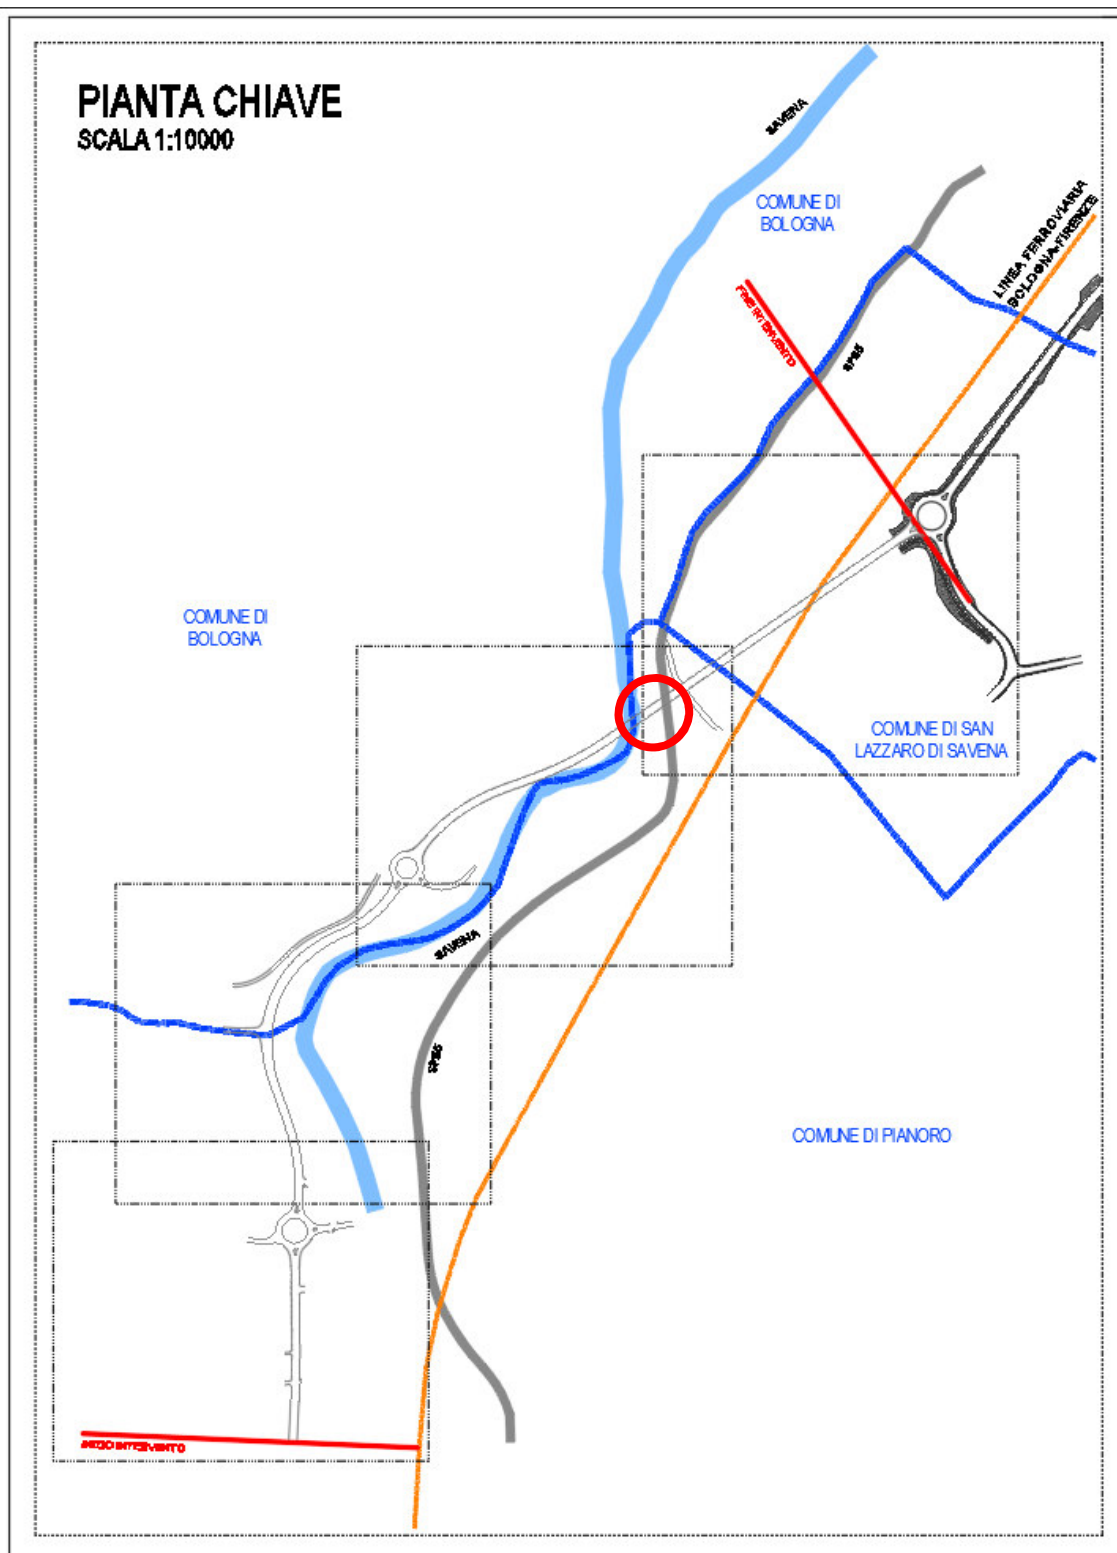 PIANTA CHIAVE
SCALA 1:10000
SAVENA
COMUNE DI
BOLOGNA
LINEA FERROVIARIA
BOLOGNA-FIRENZE
FINE INTERVENTO
SP65
COMUNE DI
BOLOGNA
COMUNE DI SAN
LAZZARO DI SAVENA
SAVENA
SP65
COMUNE DI PIANORO
INIZIO INTERVENTO